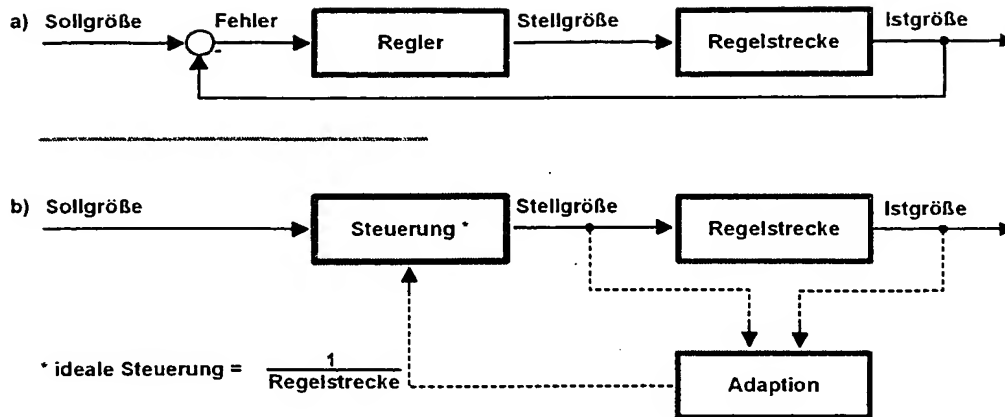 a) Sollgröße Fehler Regler Stellgröße Regelstrecke Istgröße
-
b) Sollgröße Steuerung * Stellgröße Regelstrecke Istgröße
* ideale Steuerung = 1
Regelstrecke
Adaption